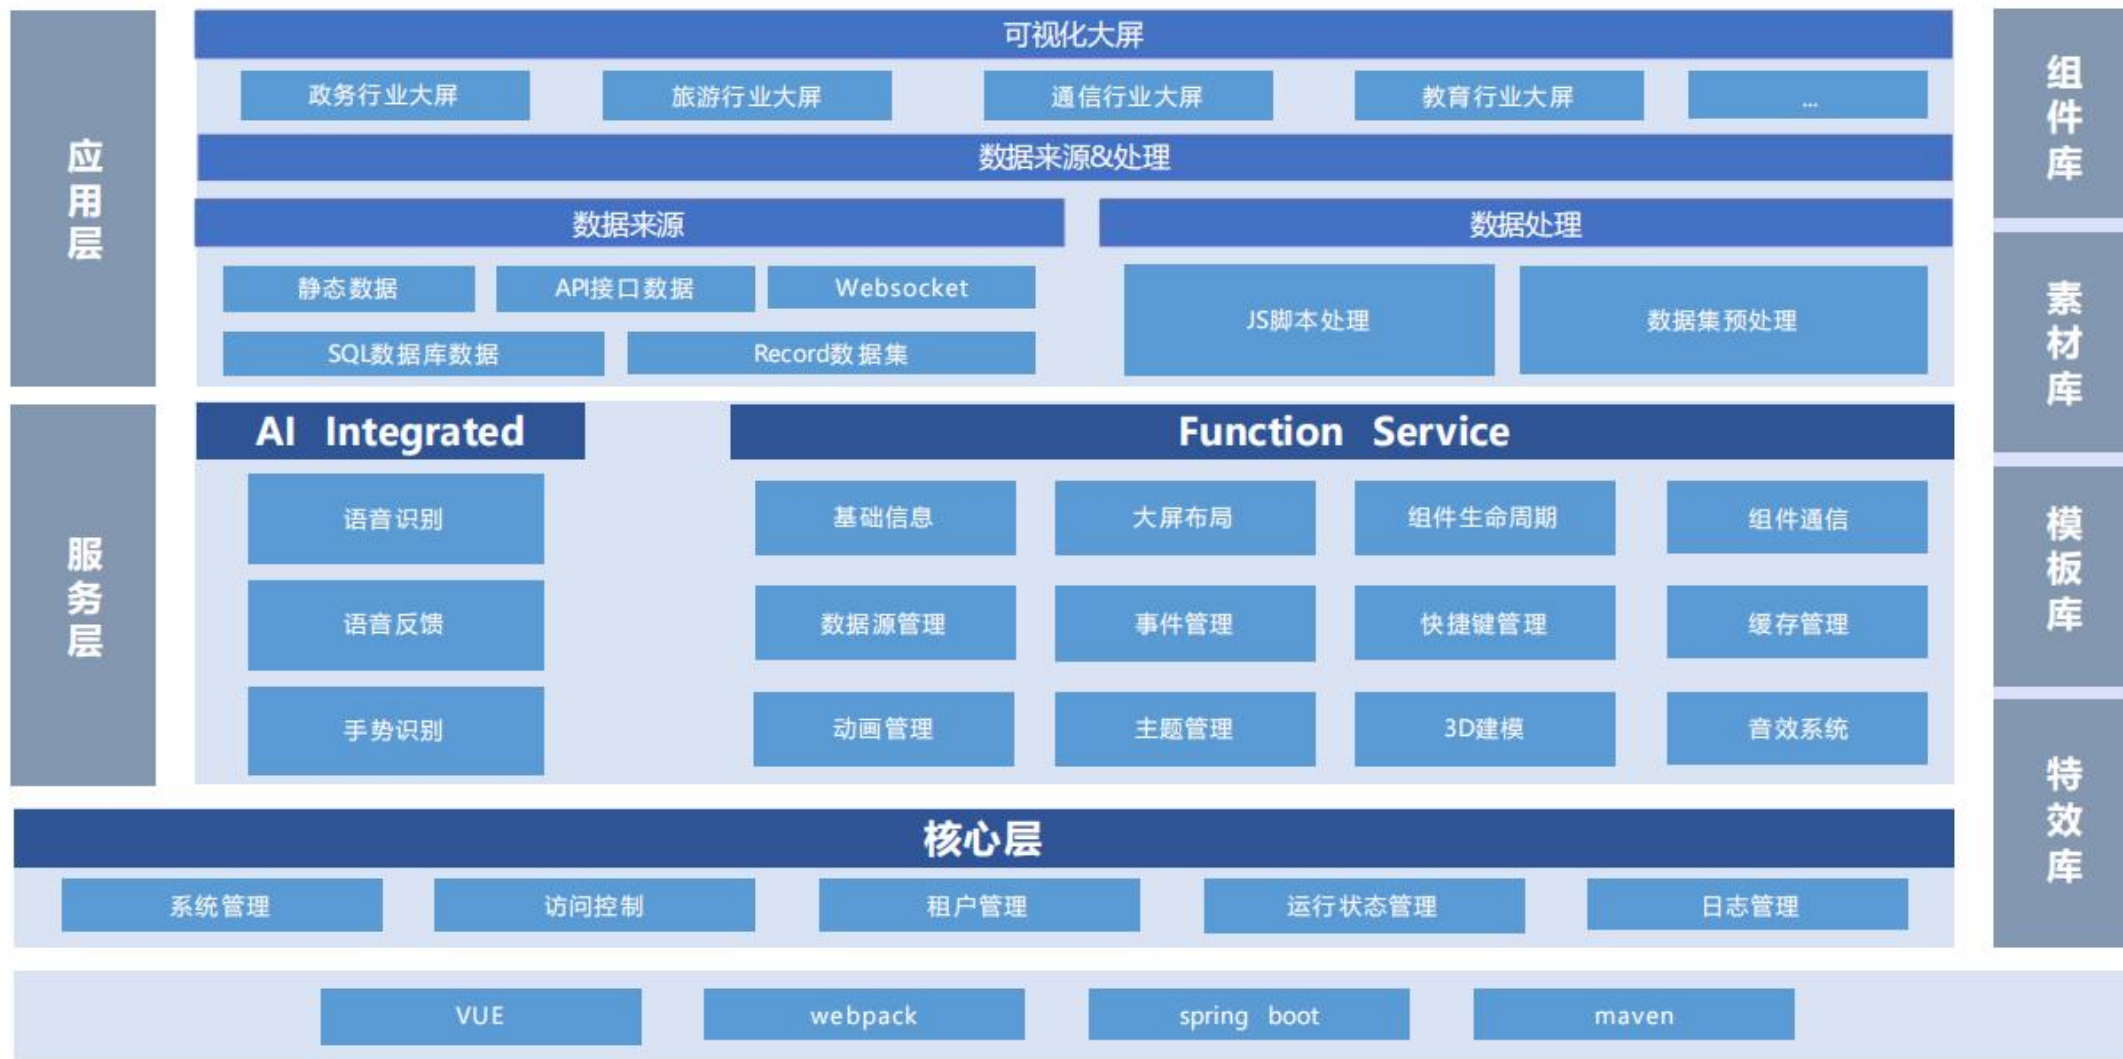 应用层
可视化大屏
政务行业大屏
旅游行业大屏
通信行业大屏
教育行业大屏
...
数据来源&处理
数据来源
静态数据
API接口数据
Websocket
SQL数据库数据
Record数据集
数据处理
JS脚本处理
数据集预处理
服务层
AI Integrated
语音识别
语音反馈
手势识别
Function Service
基础信息
大屏布局
组件生命周期
组件通信
数据源管理
事件管理
快捷键管理
缓存管理
动画管理
主题管理
3D建模
音效系统
核心层
系统管理
访问控制
租户管理
运行状态管理
日志管理
VUE
webpack
spring boot
maven
组件库
素材库
模板库
特效库